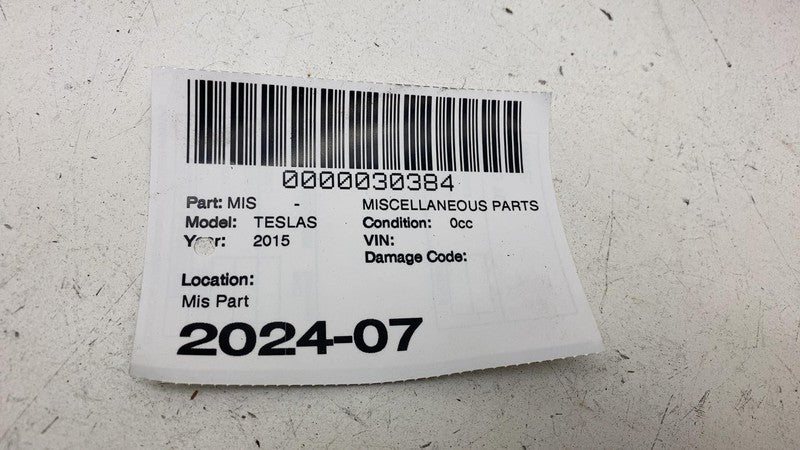 0000030384
Part: MIS - MISCELLANEOUS PARTS
Model: TESLAS Condition: 0cc
Year: 2015 VIN:
Damage Code:
Location:
Mis Part
2024-07